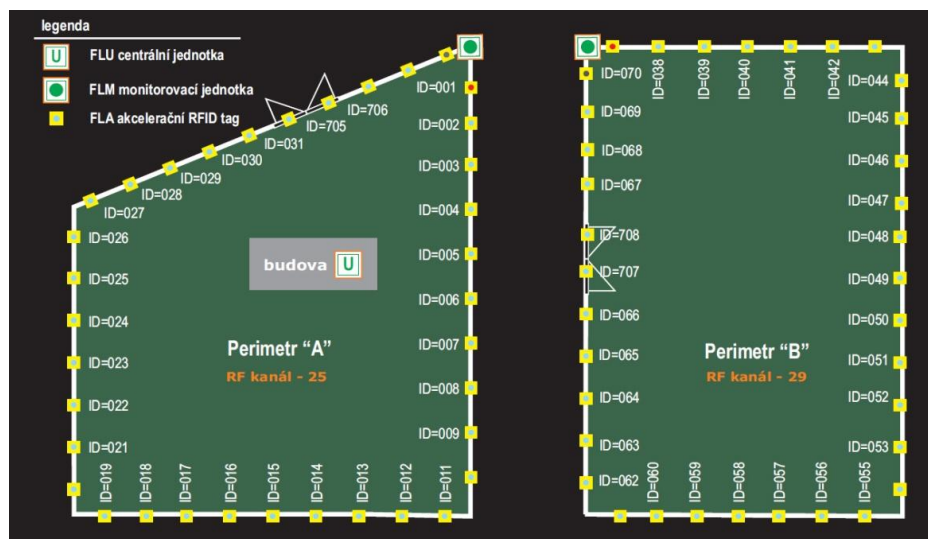 legenda
U FLU centrální jednotka
FLM monitorovací jednotka
FLA akcelerační RFID tag
ID=001
ID=002
ID=003
ID=004
ID=005
ID=006
ID=007
ID=008
ID=009
ID=011
ID=012
ID=013
ID=014
ID=015
ID=016
ID=017
ID=018
ID=019
ID=021
ID=022
ID=023
ID=024
ID=025
ID=026
ID=027
ID=028
ID=029
ID=030
ID=031
ID=705
ID=706
budova U
Perimetr “A”
RF kanál - 25
ID=070
ID=069
ID=068
ID=067
ID=708
ID=707
ID=066
ID=065
ID=064
ID=063
ID=062
ID=038
ID=039
ID=040
ID=041
ID=042
ID=044
ID=045
ID=046
ID=047
ID=048
ID=049
ID=050
ID=051
ID=052
ID=053
ID=060
ID=059
ID=058
ID=057
ID=056
ID=055
Perimetr “B”
RF kanál - 29